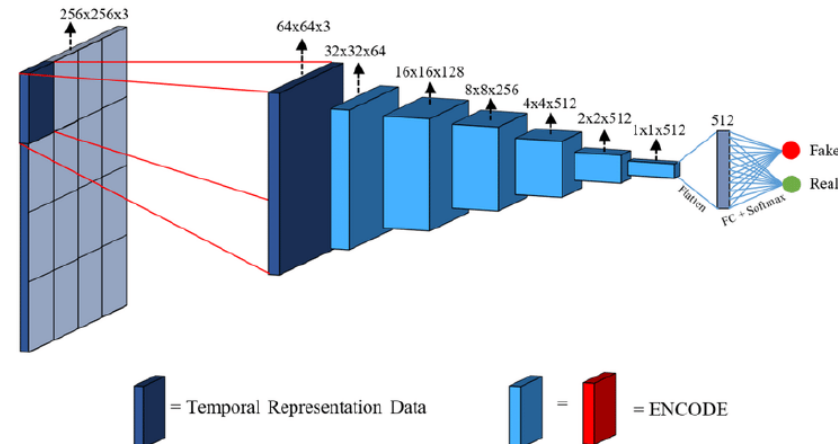 256x256x3
64x64x3
32x32x64
16x16x128
8x8x256
4x4x512
2x2x512
1x1x512
512
Fake
Real
Flatten
FC + Softmax
= Temporal Representation Data
=
= ENCODE